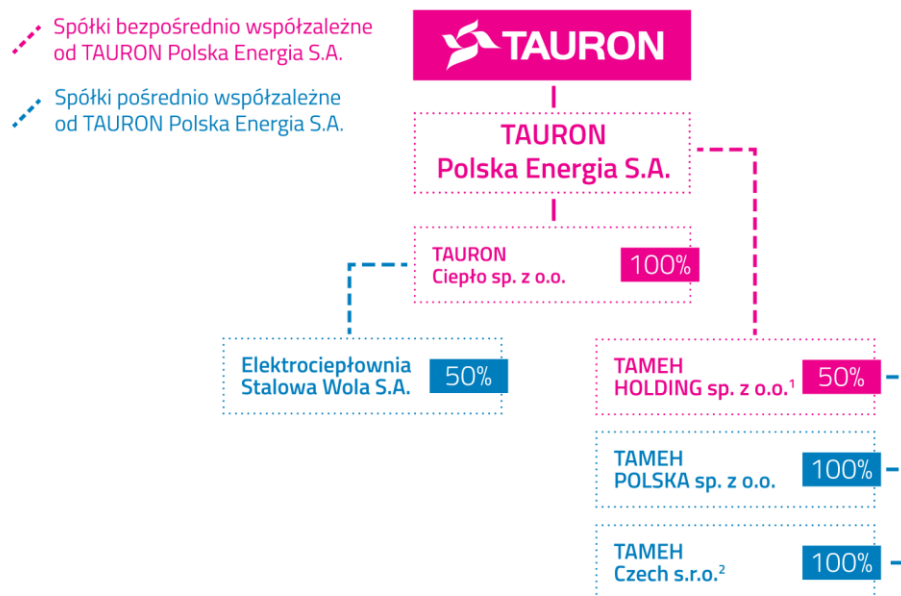 Spółki bezpośrednio współzależne
od TAURON Polska Energia S.A.
Spółki pośrednio współzależne
od TAURON Polska Energia S.A.
TAURON
TAURON
Polska Energia S.A.
TAURON
Ciepło sp. z o.o.
100%
Elektrociepłownia
Stalowa Wola S.A.
50%
TAMEH
HOLDING sp. z o.o.¹
50%
TAMEH
POLSKA sp. z o.o.
100%
TAMEH
Czech s.r.o.²
100%